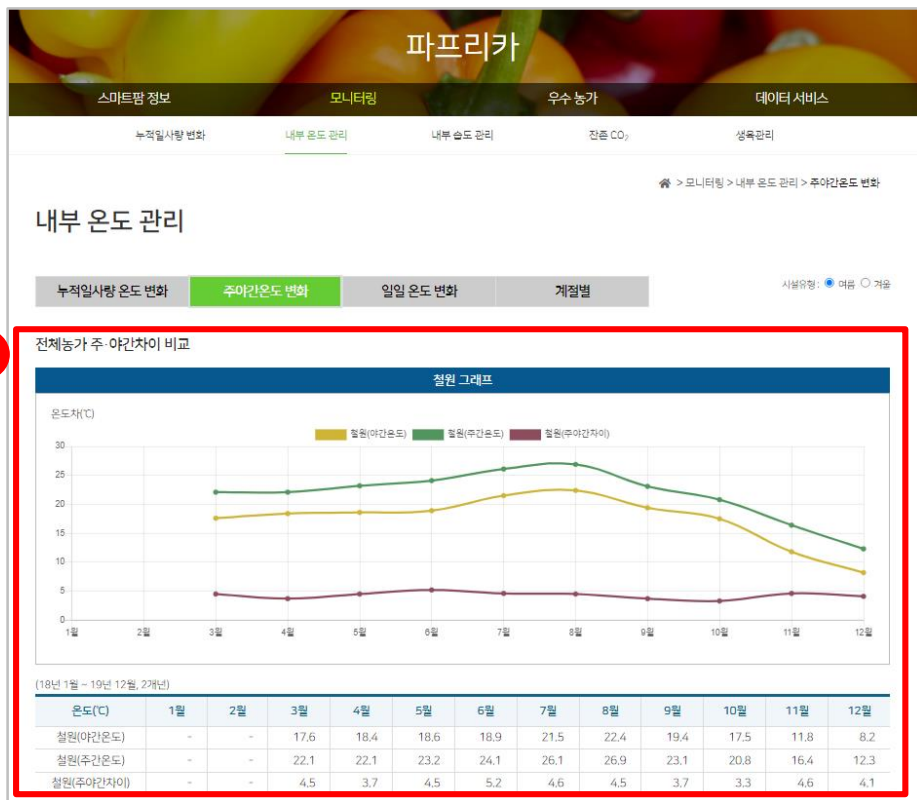 파프리카
스마트팜 정보 모니터링 우수 농가 데이터 서비스
누적일사량 변화 내부 온도 관리 내부 습도 관리 잔존 CO₂ 생육관리
> 모니터링 > 내부 온도 관리 > 주야간온도 변화
내부 온도 관리
누적일사량 온도 변화 주야간온도 변화 일일 온도 변화 계절별 시설유형: 여름 겨울
전체농가 주·야간차이 비교
철원 그래프
온도차(℃)
철원(야간온도) 철원(주간온도) 철원(주야간차이)
30
25
20
15
10
5
0
1월 2월 3월 4월 5월 6월 7월 8월 9월 10월 11월 12월
(18년 1월 ~ 19년 12월, 2개년)
온도(℃) 1월 2월 3월 4월 5월 6월 7월 8월 9월 10월 11월 12월
철원(야간온도) - - 17.6 18.4 18.6 18.9 21.5 22.4 19.4 17.5 11.8 8.2
철원(주간온도) - - 22.1 22.1 23.2 24.1 26.1 26.9 23.1 20.8 16.4 12.3
철원(주야간차이) - - 4.5 3.7 4.5 5.2 4.6 4.5 3.7 3.3 4.6 4.1